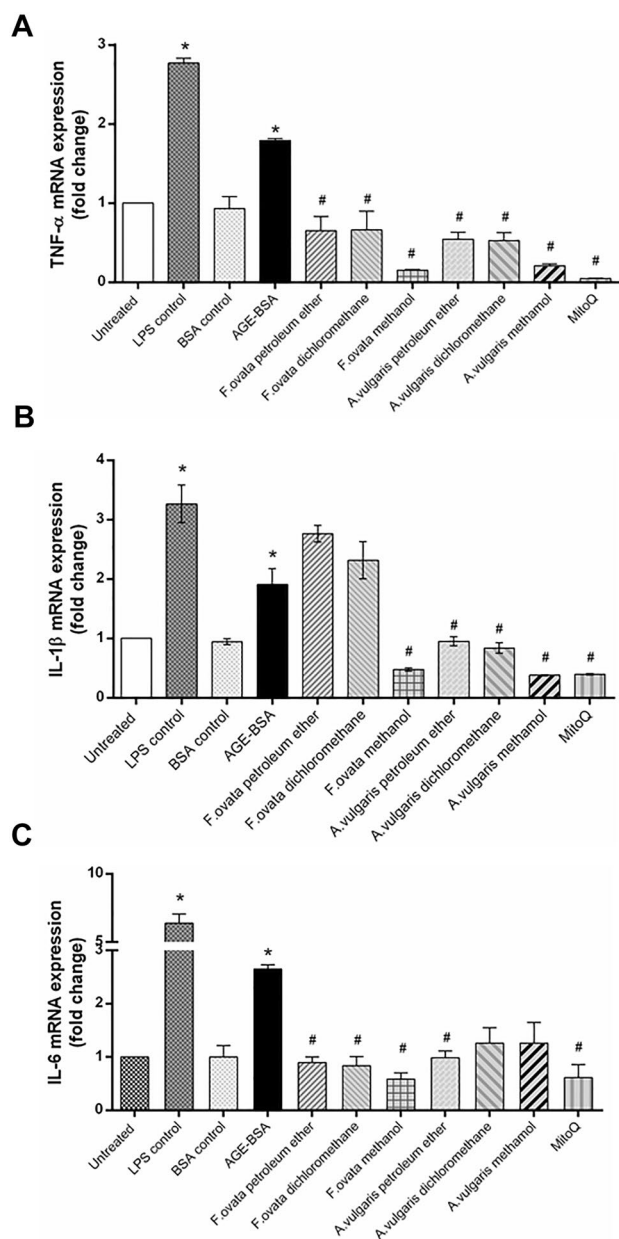 A
TNF-α mRNA expression
(fold change)
3
2
1
0
*
*
#
#
#
#
#
#
#
Untreated
LPS control
BSA control
AGE-BSA
F.ovata petroleum ether
F.ovata dichloromethane
F.ovata methanol
A.vulgaris petroleum ether
A.vulgaris dichloromethane
A.vulgaris methamol
MitoQ
B
IL-1β mRNA expression
(fold change)
4
3
2
1
0
*
*
#
#
#
#
#
Untreated
LPS control
BSA control
AGE-BSA
F.ovata petroleum ether
F.ovata dichloromethane
F.ovata methanol
A.vulgaris petroleum ether
A.vulgaris dichloromethane
A.vulgaris methamol
MitoQ
C
IL-6 mRNA expression
(fold change)
10
5
3
2
1
0
*
*
#
#
#
#
#
Untreated
LPS control
BSA control
AGE-BSA
F.ovata petroleum ether
F.ovata dichloromethane
F.ovata methanol
A.vulgaris petroleum ether
A.vulgaris dichloromethane
A.vulgaris methamol
MitoQ